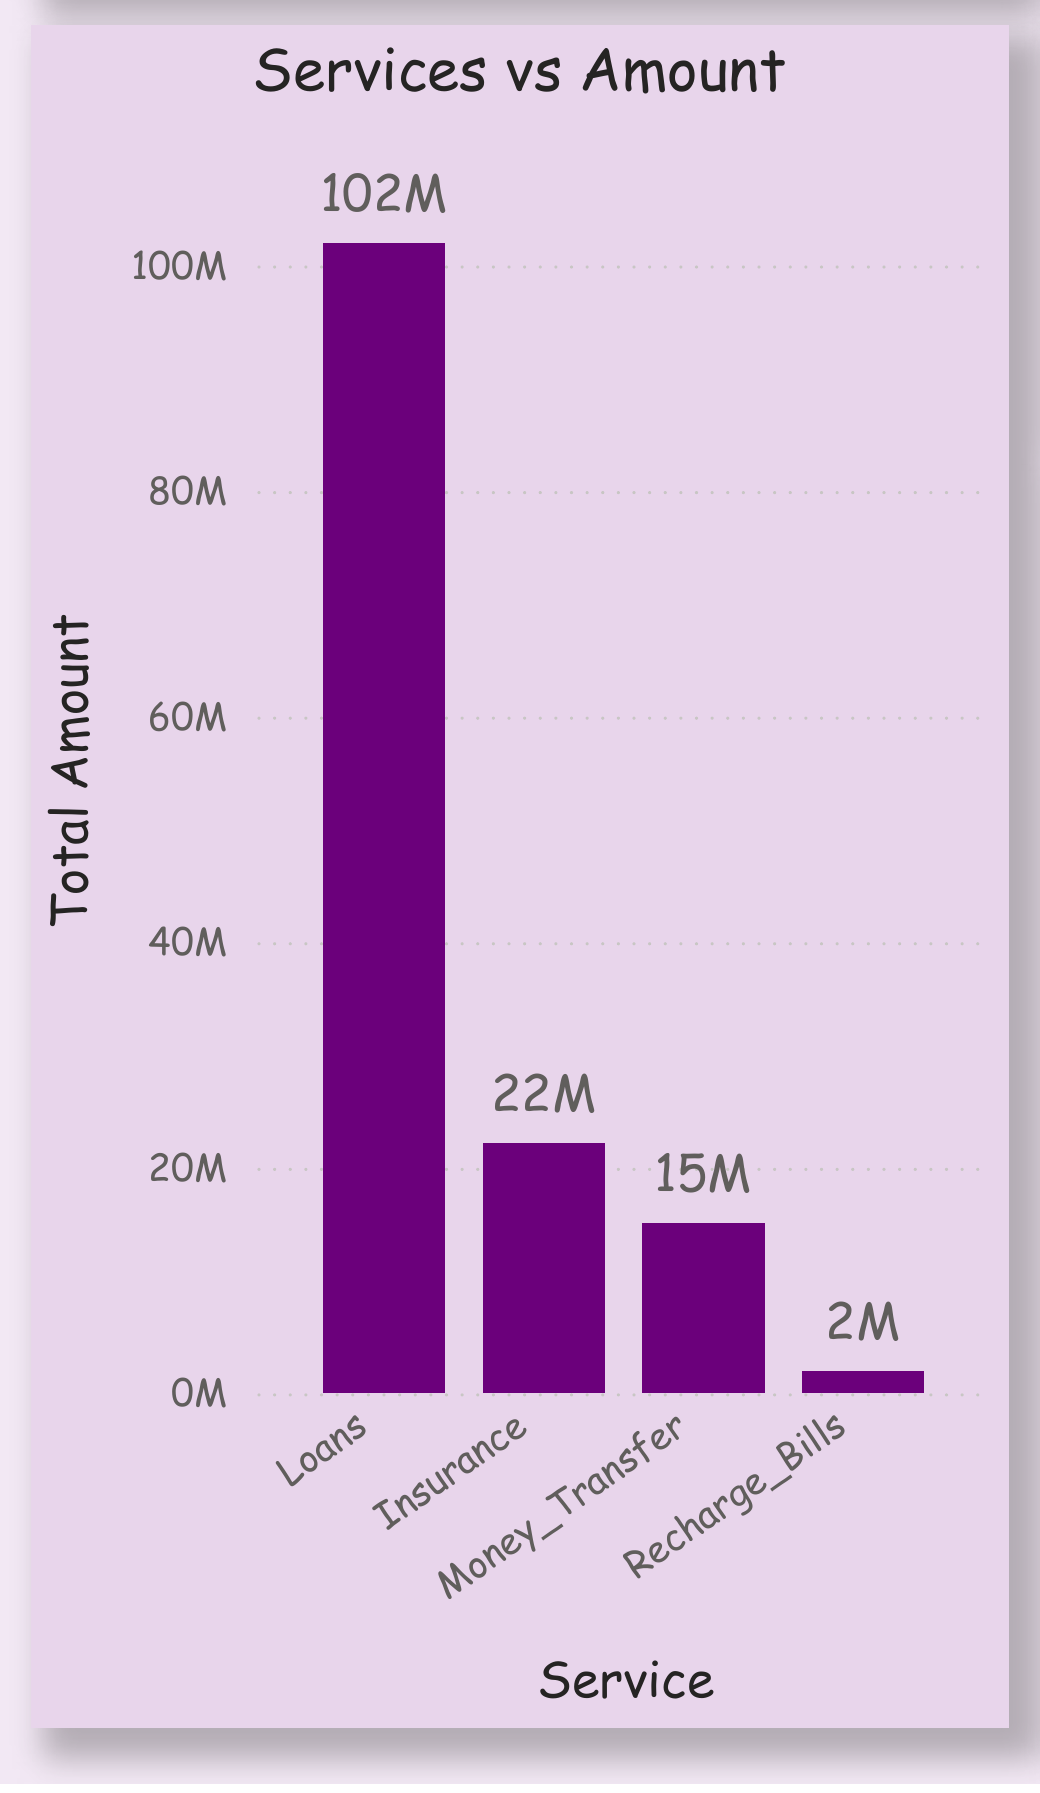 Services vs Amount
102M
100M
80M
60M
40M
22M
20M
15M
2M
0M
Total Amount
Loans
Insurance
Money_Transfer
Recharge_Bills
Service